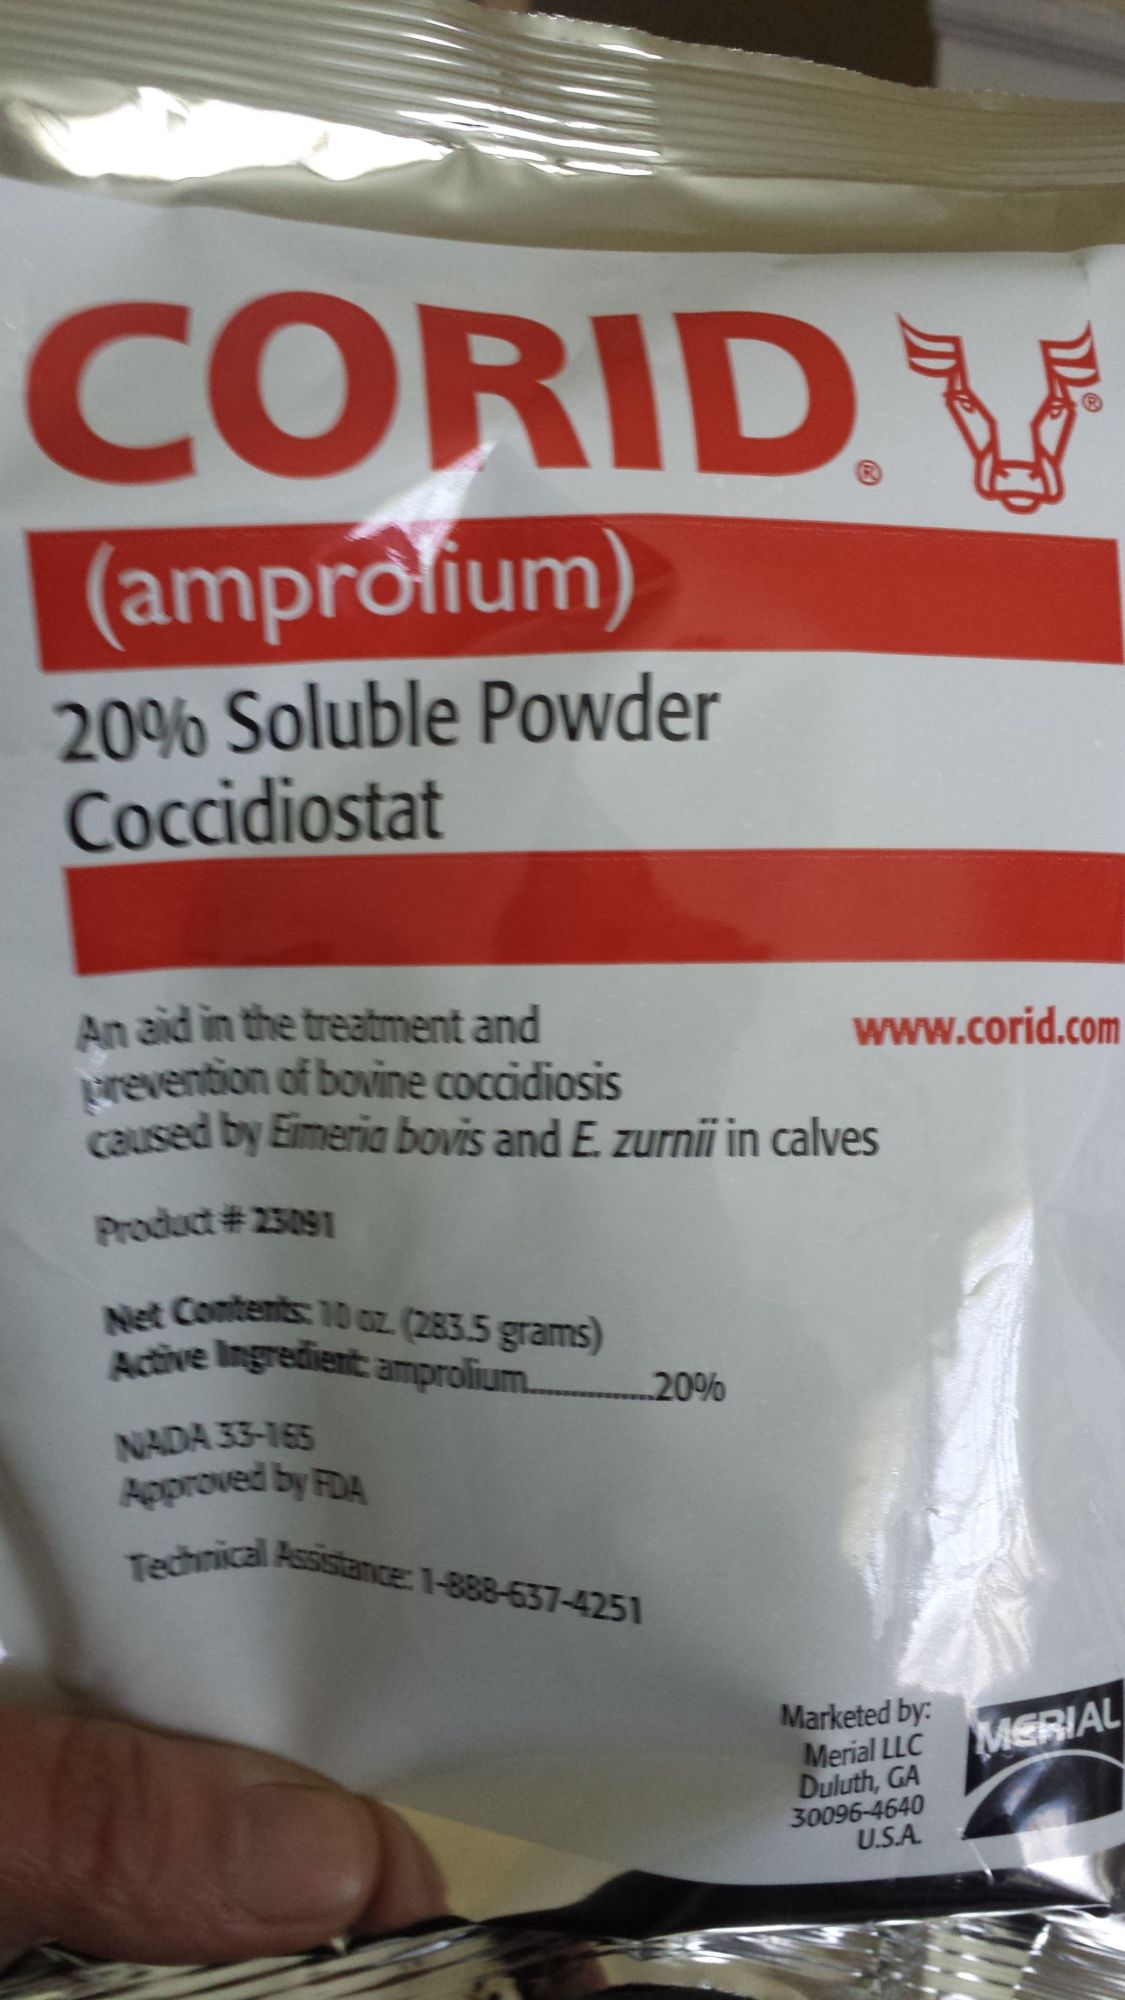 CORID®
®
(amprolium)
20% Soluble Powder
Coccidiostat
An aid in the treatment and
prevention of bovine coccidiosis
caused by Eimeria bovis and E. zurnii in calves
www.corid.com
Product # 23091
Net Contents: 10 oz. (283.5 grams)
Active Ingredient: amprolium................20%
NADA 33-165
Approved by FDA
Technical Assistance: 1-888-637-4251
Marketed by:
Merial LLC
Duluth, GA
30096-4640
U.S.A.
MERIAL